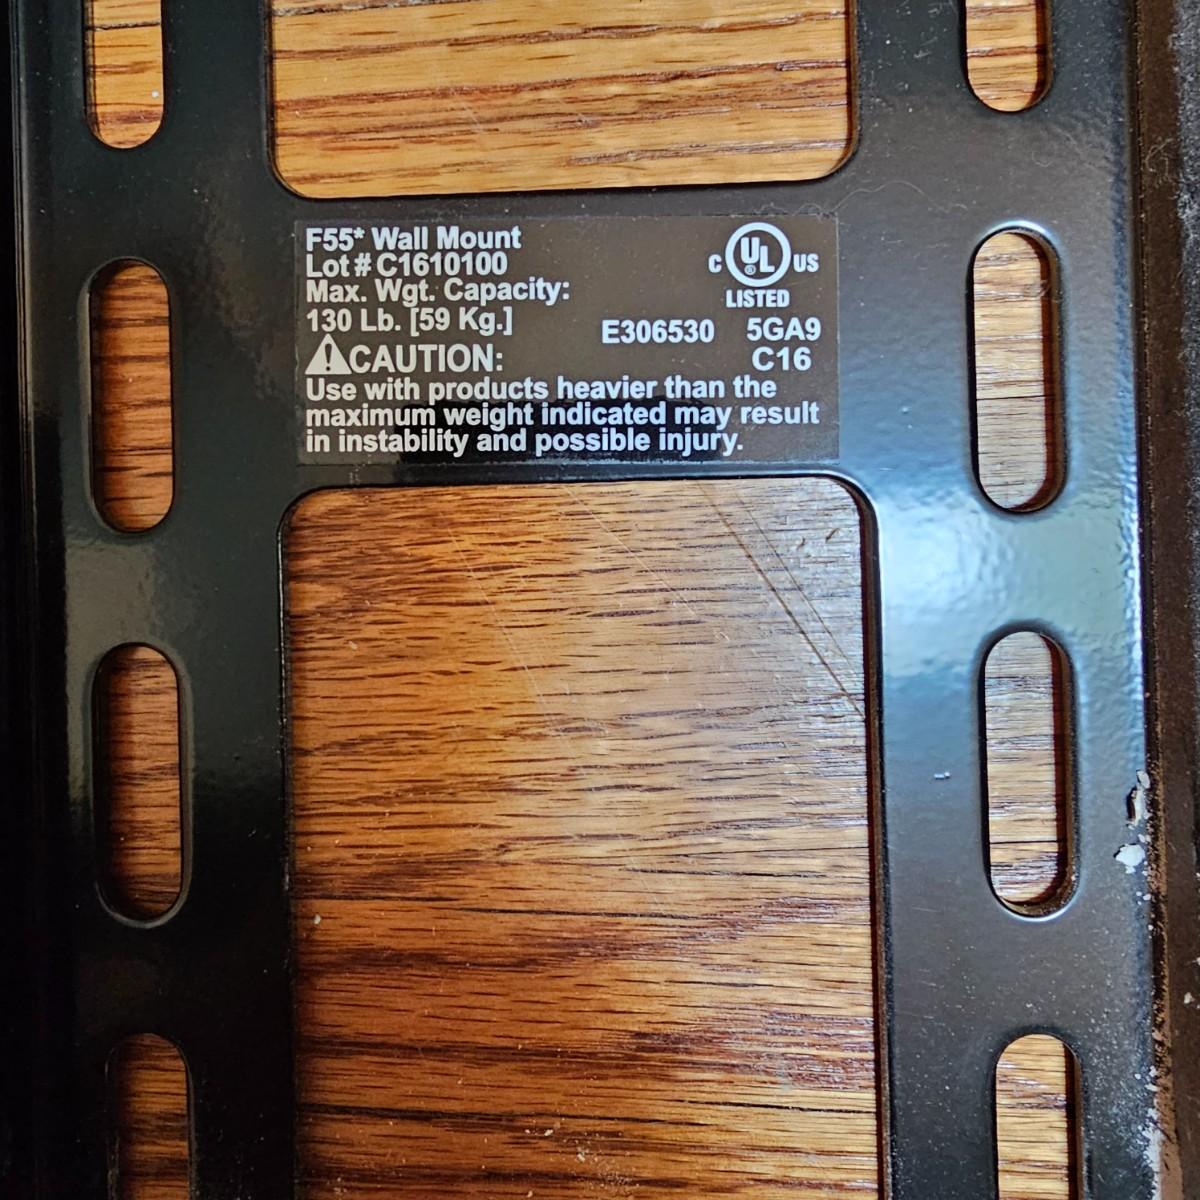 F55* Wall Mount
Lot # C1610100
Max. Wgt. Capacity:
130 Lb. [59 Kg.]
⚠CAUTION:
Use with products heavier than the
maximum weight indicated may result
in instability and possible injury.
C UL® US
LISTED
E306530 5GA9
C16